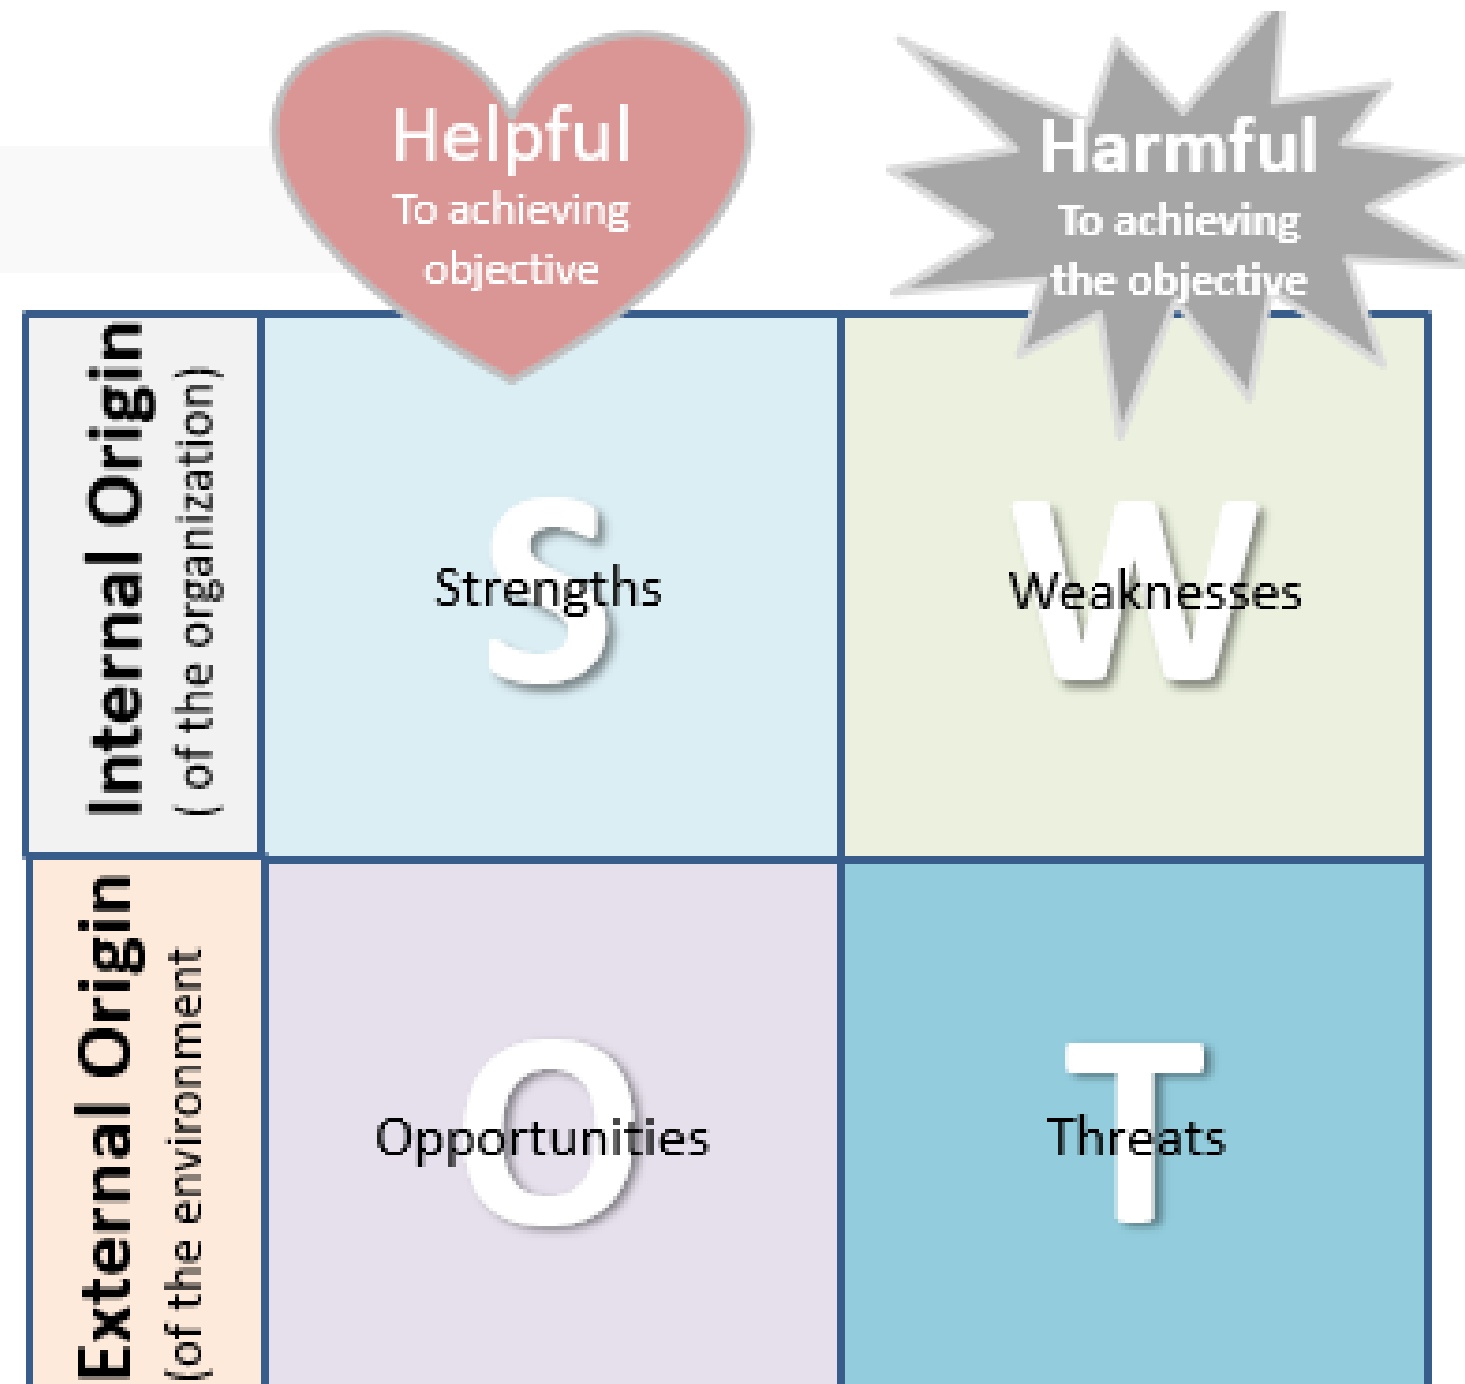 Helpful
To achieving
objective
Harmful
To achieving
the objective
Internal Origin
( of the organization)
S
Strengths
W
Weaknesses
External Origin
(of the environment
O
Opportunities
T
Threats